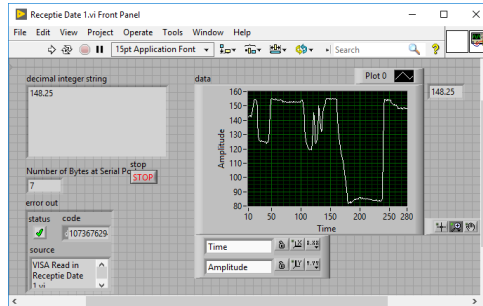 Receptie Date 1.vi Front Panel
File Edit View Project Operate Tools Window Help
15pt Application Font Search
decimal integer string
148.25
data
Plot 0
148.25
Amplitude
160
150
140
130
120
110
100
90
80
10 50 100 150 200 250 280
Time
Number of Bytes at Serial Po
7
stop
STOP
error out
status code
107367629
source
VISA Read in
Receptie Date
1.vi
Time
Amplitude